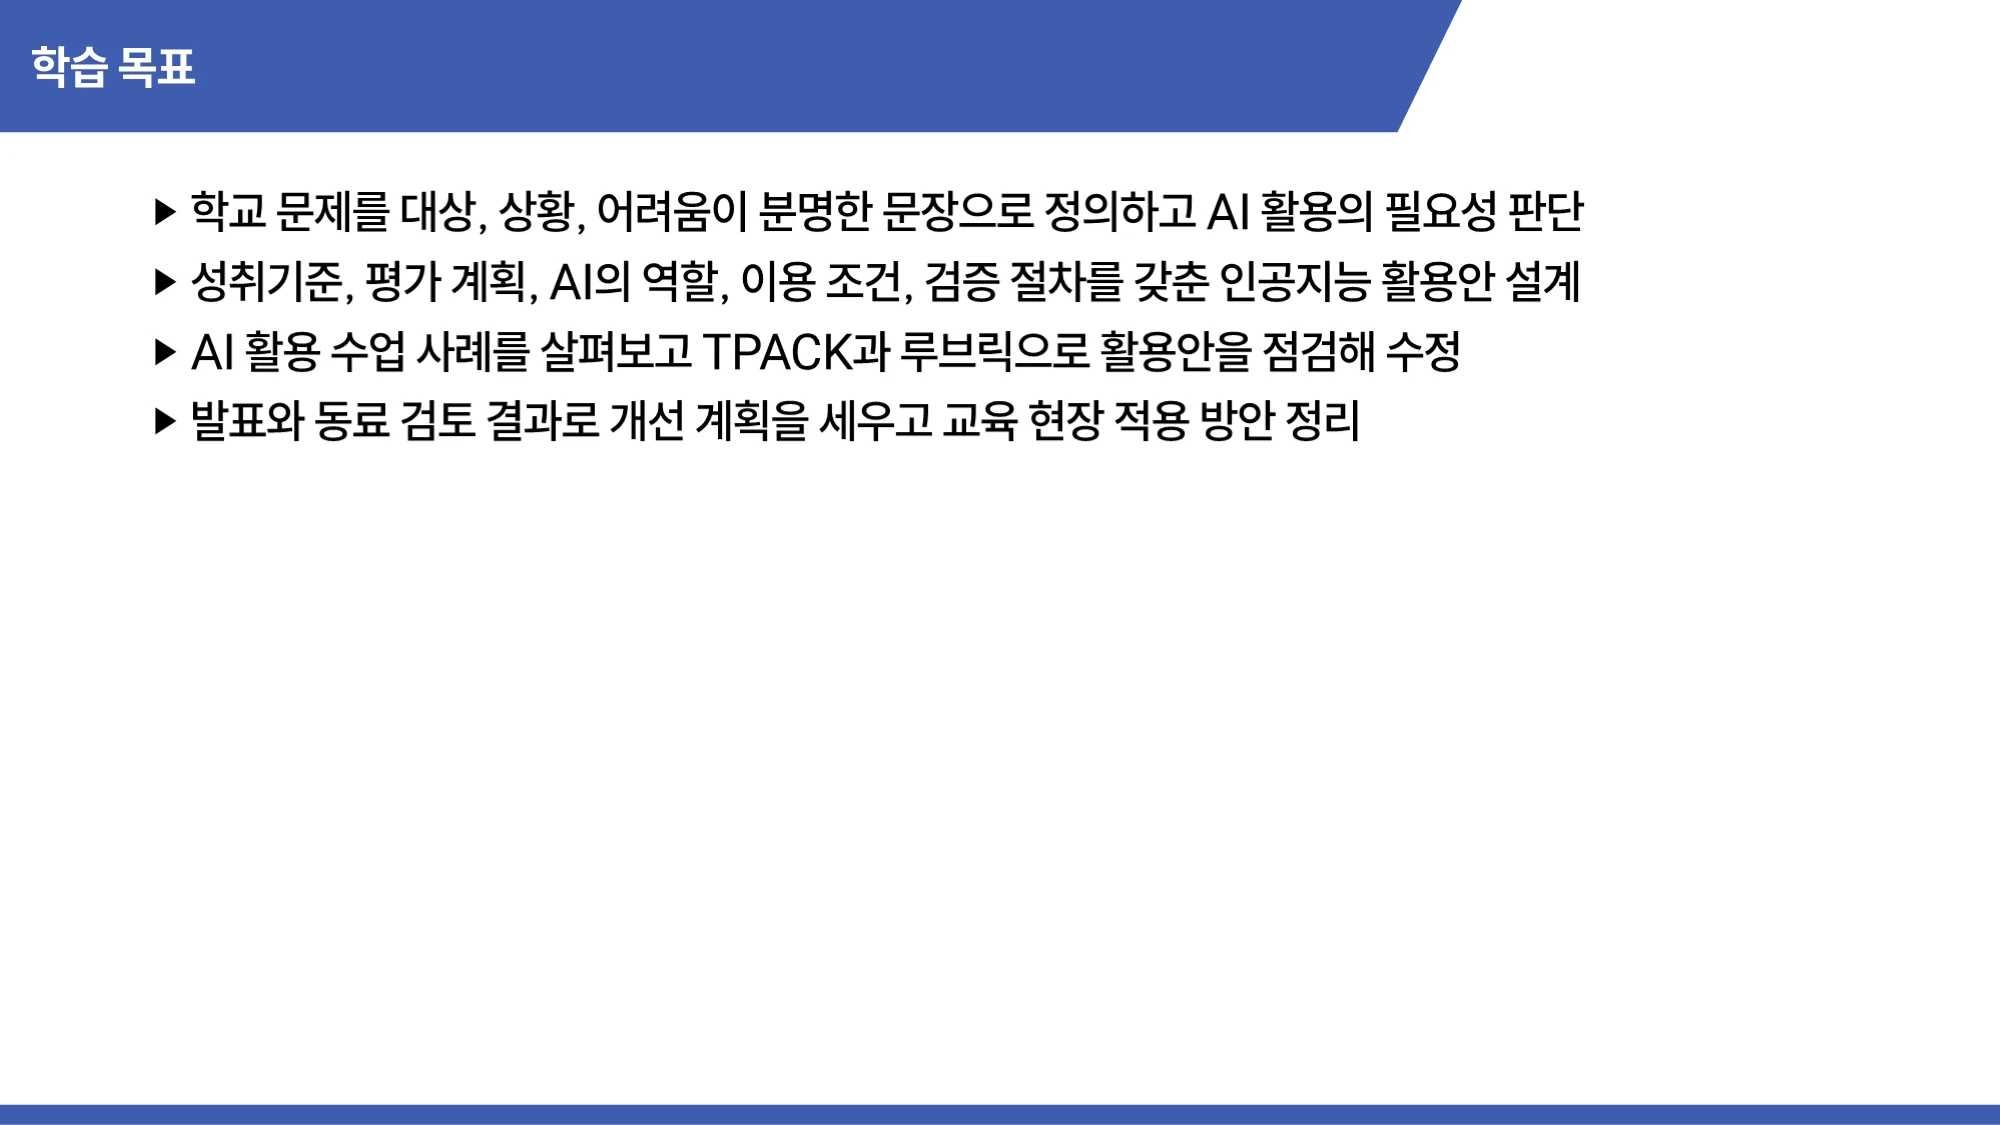 학습 목표
▶ 학교 문제를 대상, 상황, 어려움이 분명한 문장으로 정의하고 AI 활용의 필요성 판단
▶ 성취기준, 평가 계획, AI의 역할, 이용 조건, 검증 절차를 갖춘 인공지능 활용안 설계
▶ AI 활용 수업 사례를 살펴보고 TPACK과 루브릭으로 활용안을 점검해 수정
▶ 발표와 동료 검토 결과로 개선 계획을 세우고 교육 현장 적용 방안 정리